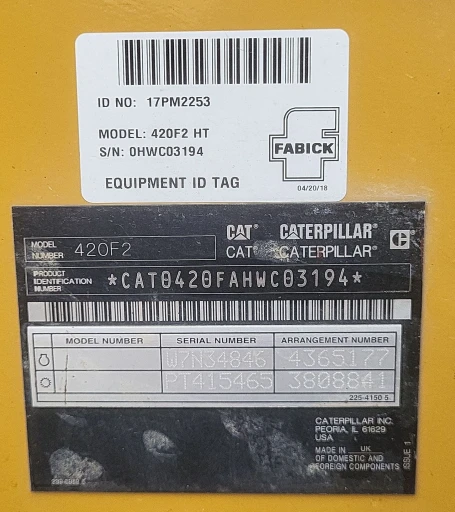 ID NO: 17PM2253
MODEL: 420F2 HT
S/N: 0HWC03194
FABICK
EQUIPMENT ID TAG
04/20/18
CAT® CATERPILLAR®
MODEL NUMBER 420F2
CAT CATERPILLAR®
PRODUCT IDENTIFICATION NUMBER
*CAT0420FAHWC03194*
MODEL NUMBER SERIAL NUMBER ARRANGEMENT NUMBER
W7N34846 4365177
PT415465 3808841
225-4150 5
CATERPILLAR INC.
PEORIA, IL 61629
USA
MADE IN UK
OF DOMESTIC AND
FOREIGN COMPONENTS
ISSUE 1